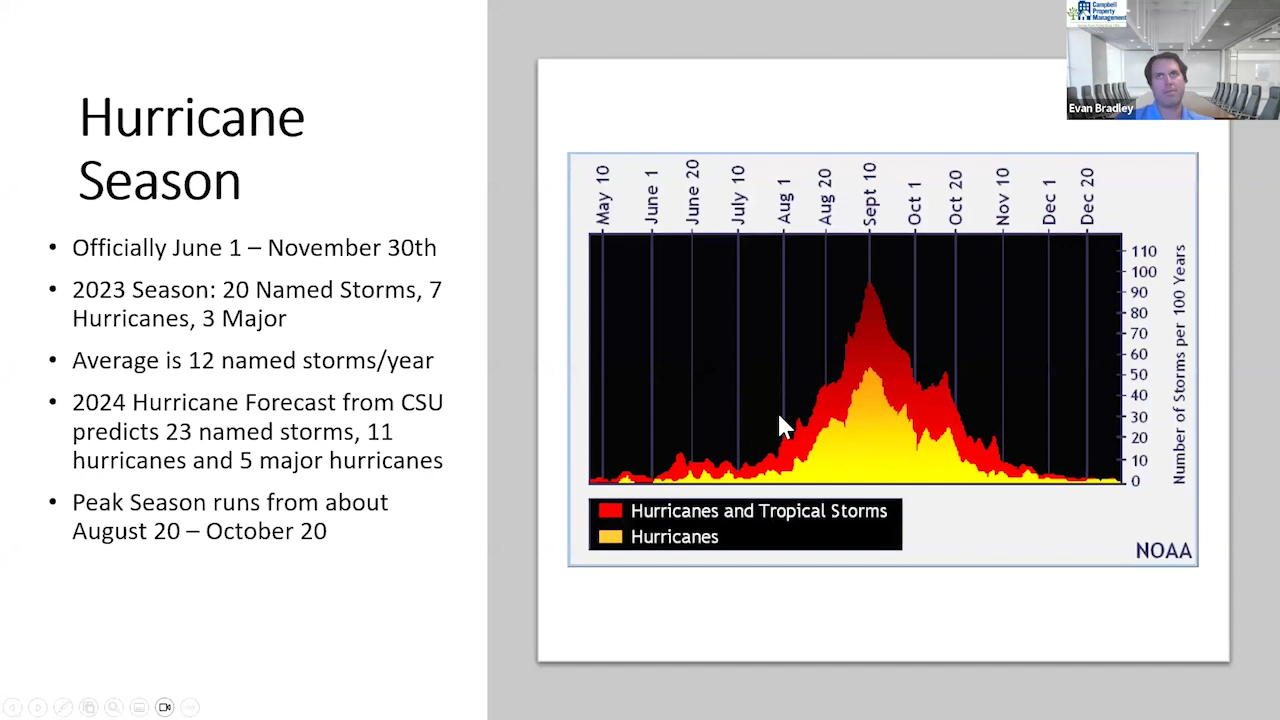 Hurricane
Season
• Officially June 1 – November 30th
• 2023 Season: 20 Named Storms, 7
Hurricanes, 3 Major
• Average is 12 named storms/year
• 2024 Hurricane Forecast from CSU
predicts 23 named storms, 11
hurricanes and 5 major hurricanes
• Peak Season runs from about
August 20 – October 20
Campbell
Property
Management
Evan Bradley
May 10
June 1
June 20
July 10
Aug 1
Aug 20
Sept 10
Oct 1
Oct 20
Nov 10
Dec 1
Dec 20
110
100
90
80
70
60
50
40
30
20
10
0
Number of Storms per 100 Years
Hurricanes and Tropical Storms
Hurricanes
NOAA